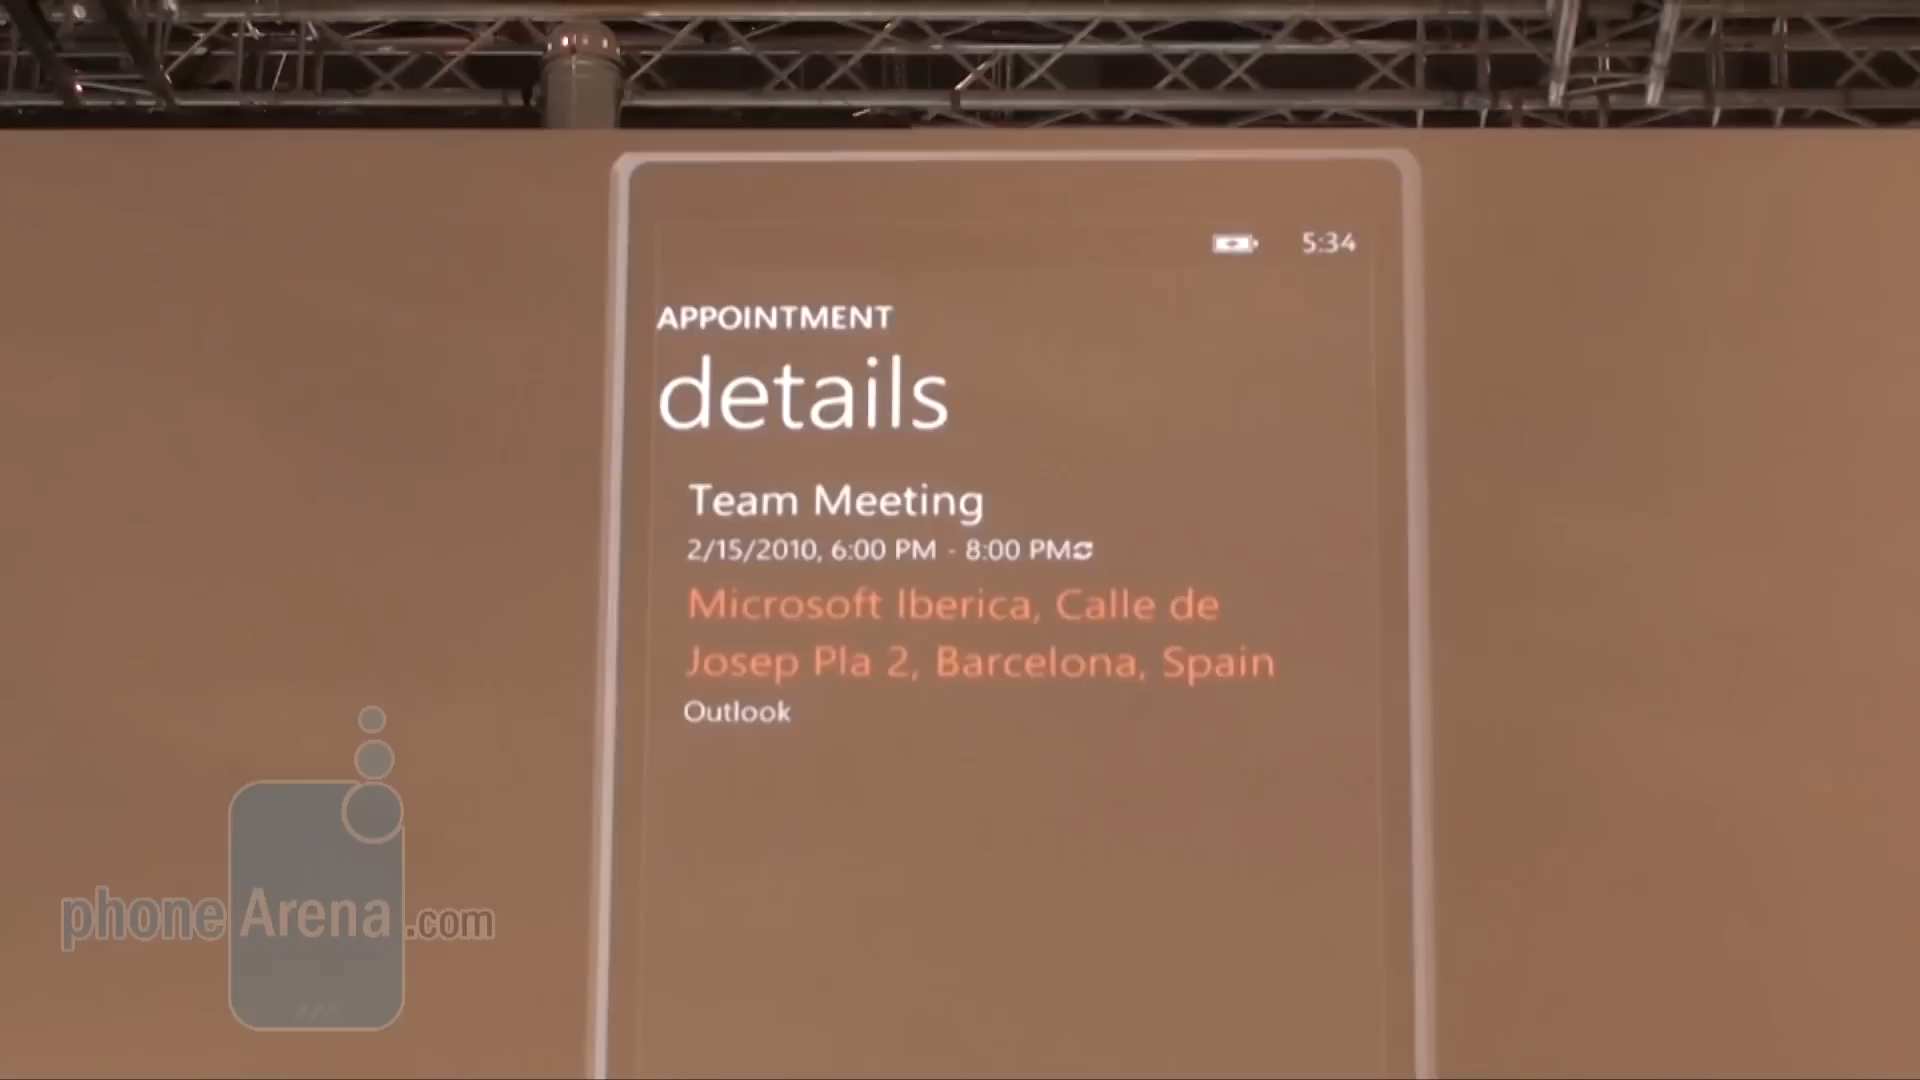 5:34
APPOINTMENT
details
Team Meeting
2/15/2010, 6:00 PM - 8:00 PM
Microsoft Iberica, Calle de
Josep Pla 2, Barcelona, Spain
Outlook
phoneArena.com